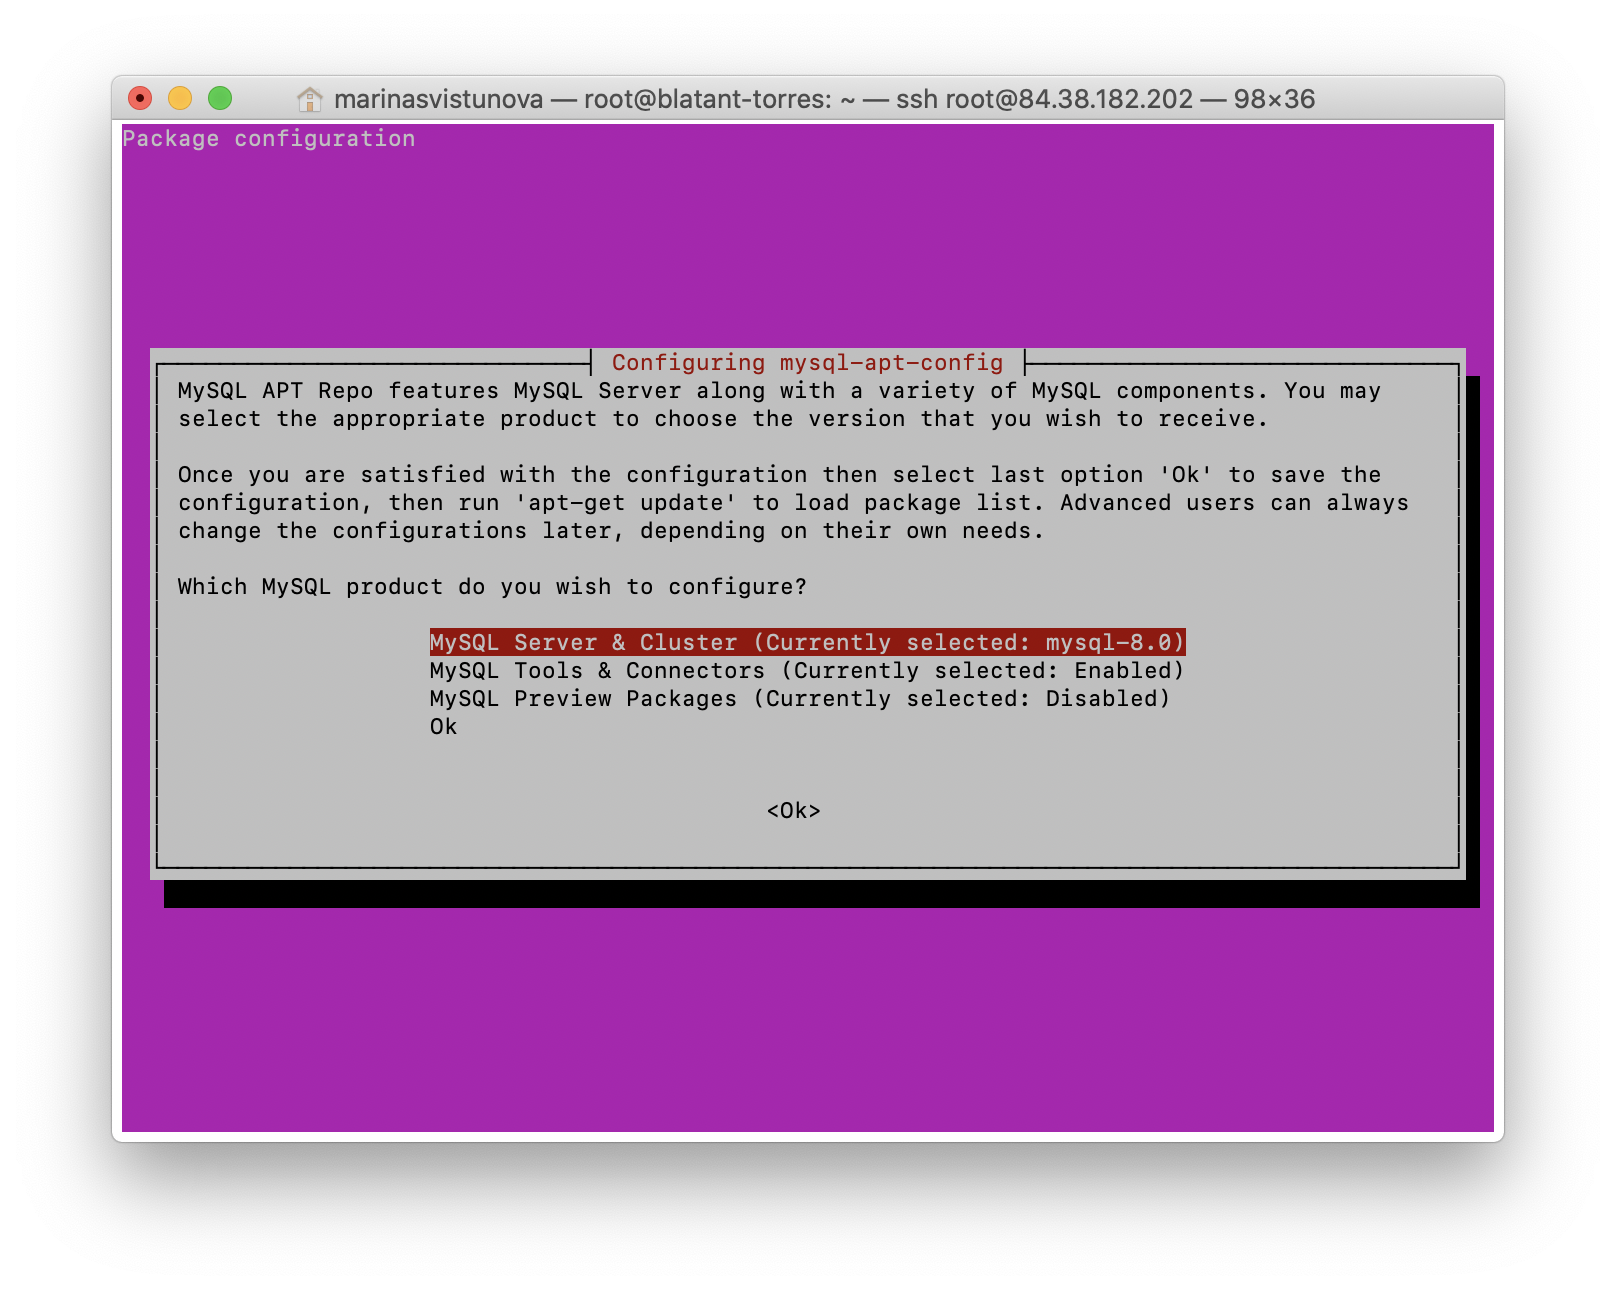 marinasvistunova — root@blatant-torres: ~ — ssh root@84.38.182.202 — 98×36
Package configuration
Configuring mysql-apt-config
MySQL APT Repo features MySQL Server along with a variety of MySQL components. You may
select the appropriate product to choose the version that you wish to receive.
Once you are satisfied with the configuration then select last option 'Ok' to save the
configuration, then run 'apt-get update' to load package list. Advanced users can always
change the configurations later, depending on their own needs.
Which MySQL product do you wish to configure?
MySQL Server & Cluster (Currently selected: mysql-8.0)
MySQL Tools & Connectors (Currently selected: Enabled)
MySQL Preview Packages (Currently selected: Disabled)
Ok
<Ok>